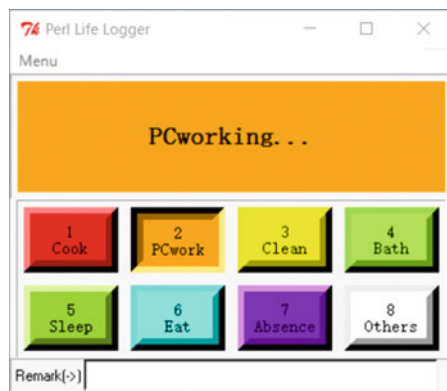 Perl Life Logger
Menu
PCworking...
1
Cook
2
PCwork
3
Clean
4
Bath
5
Sleep
6
Eat
7
Absence
8
Others
Remark(->)